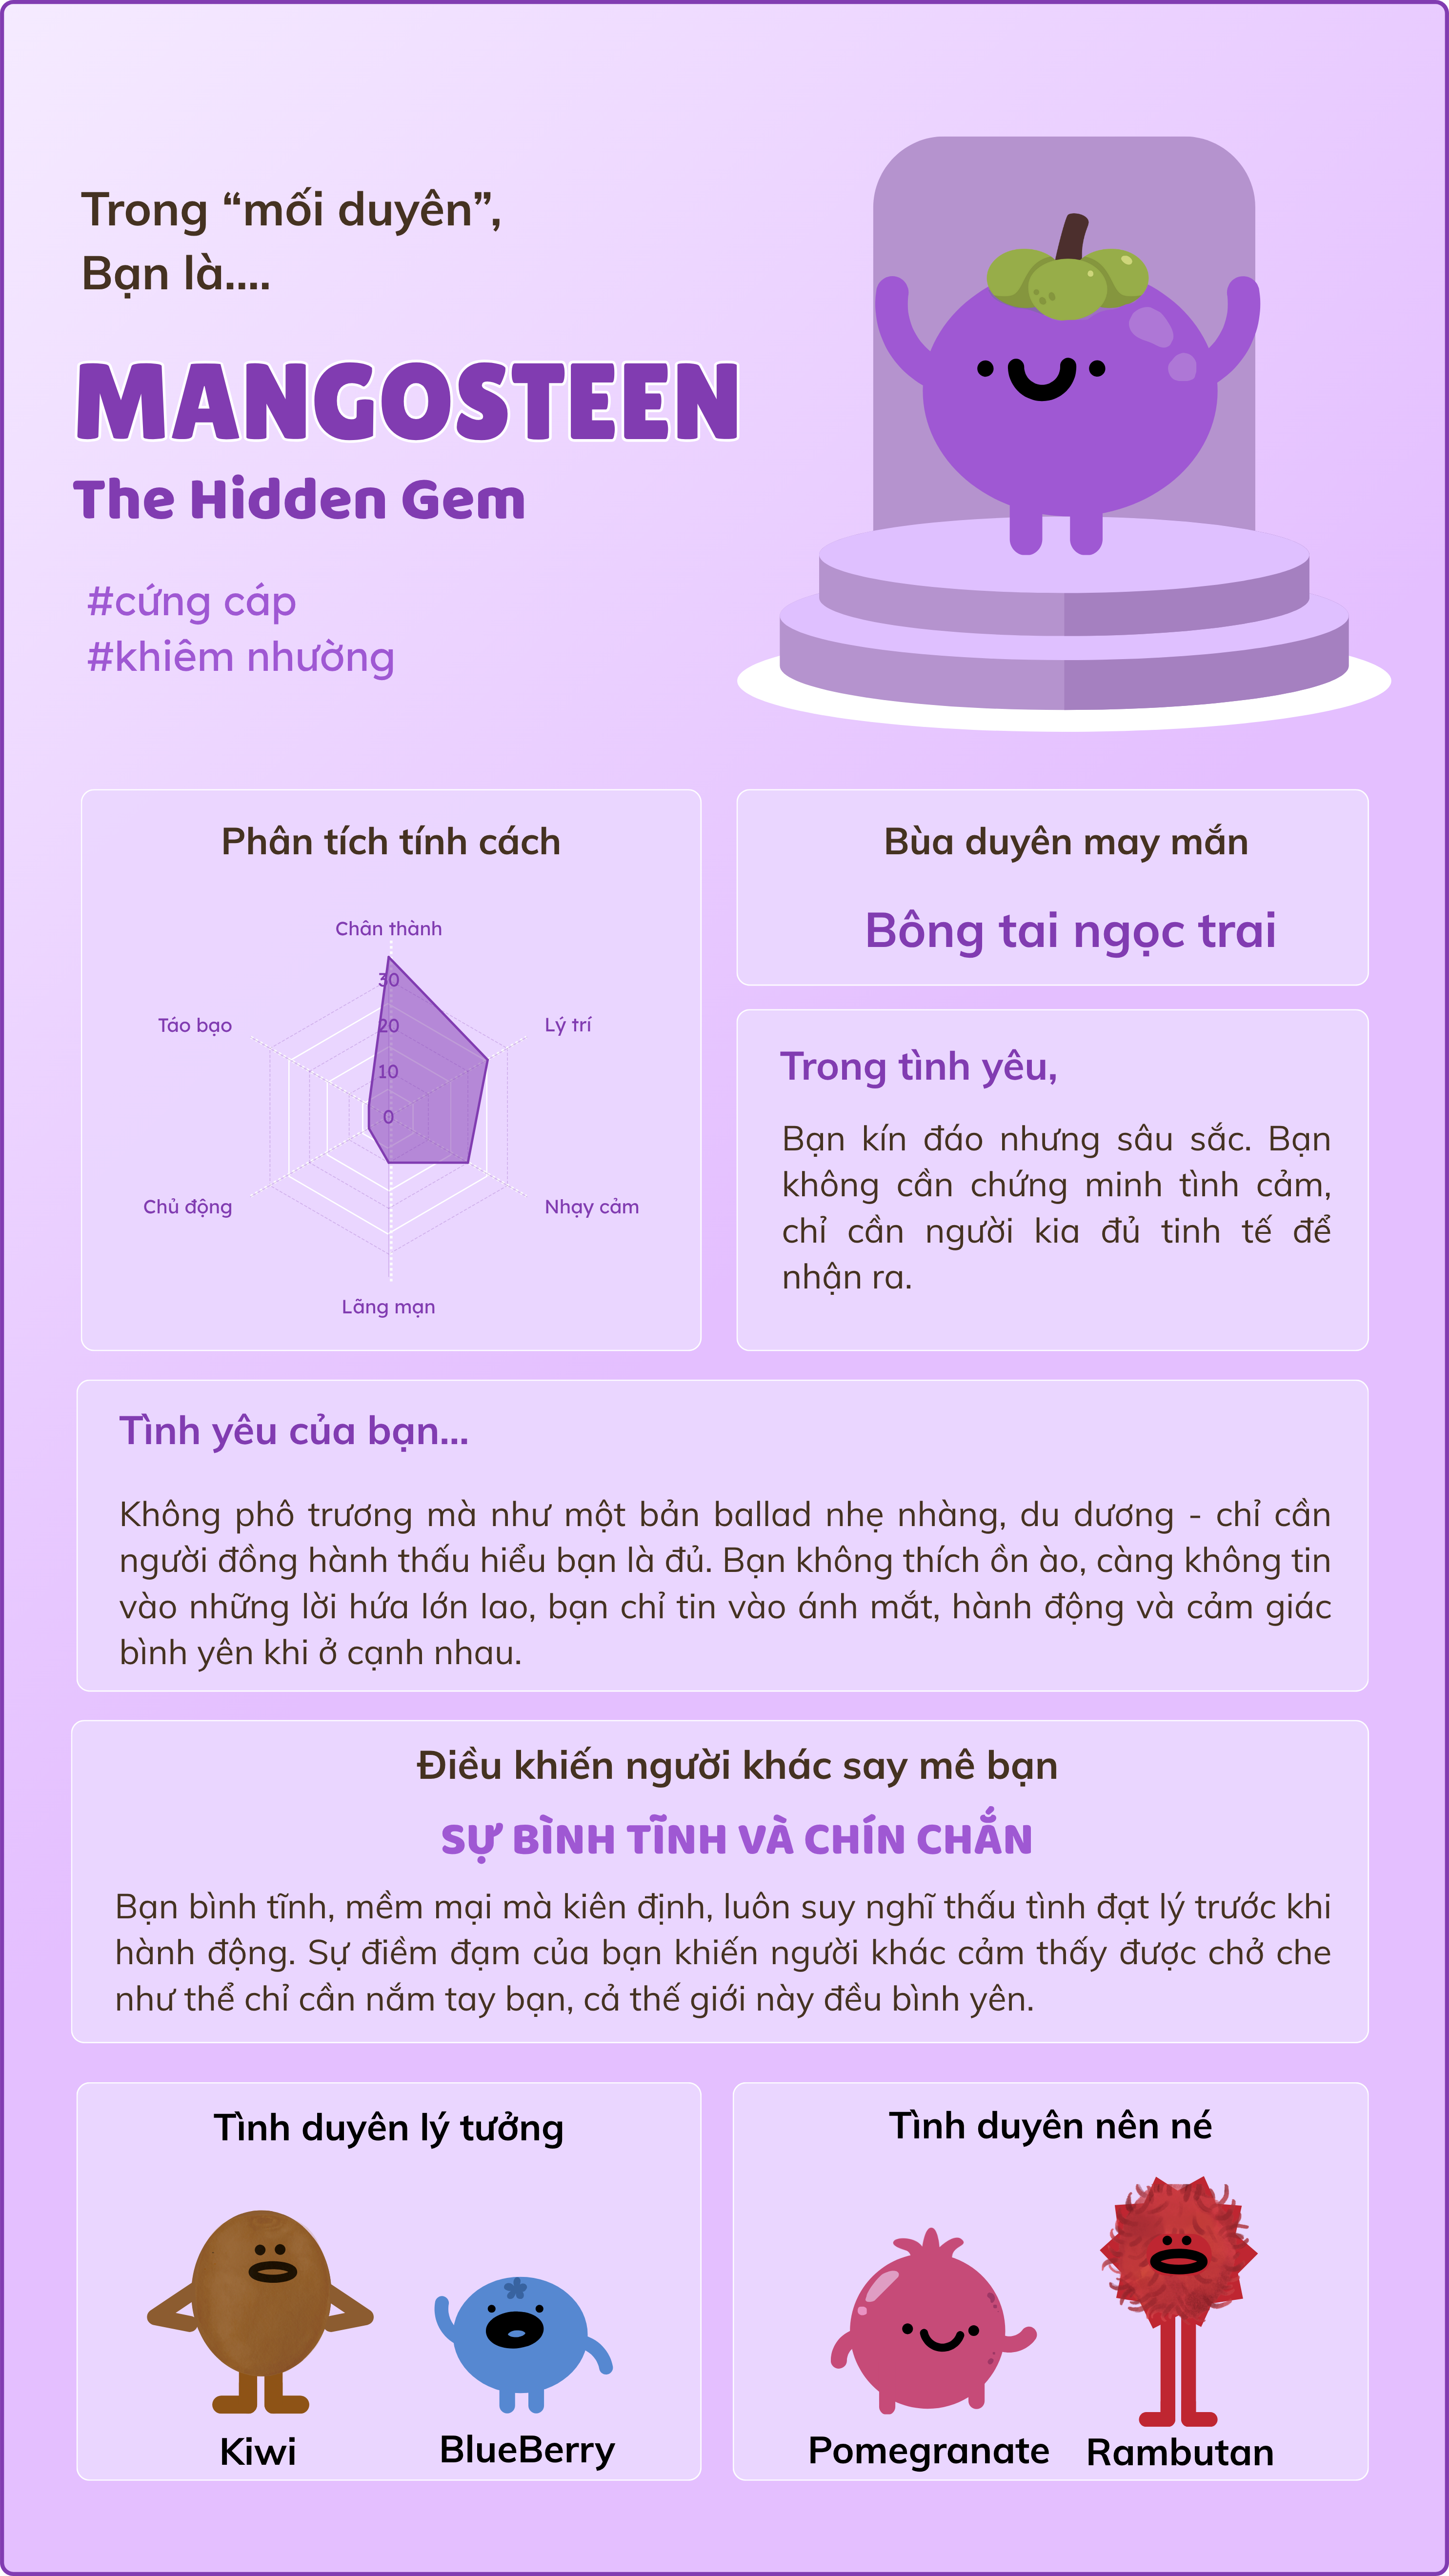 Trong “mối duyên”,
Bạn là....
MANGOSTEEN
The Hidden Gem
#cứng cáp
#khiêm nhường
Phân tích tính cách
Chân thành
30
Táo bạo
20
Lý trí
10
0
Chủ động
Nhạy cảm
Lãng mạn
Bùa duyên may mắn
Bông tai ngọc trai
Trong tình yêu,
Bạn kín đáo nhưng sâu sắc. Bạn
không cần chứng minh tình cảm,
chỉ cần người kia đủ tinh tế để
nhận ra.
Tình yêu của bạn...
Không phô trương mà như một bản ballad nhẹ nhàng, du dương - chỉ cần
người đồng hành thấu hiểu bạn là đủ. Bạn không thích ồn ào, càng không tin
vào những lời hứa lớn lao, bạn chỉ tin vào ánh mắt, hành động và cảm giác
bình yên khi ở cạnh nhau.
Điều khiến người khác say mê bạn
SỰ BÌNH TĨNH VÀ CHÍN CHẮN
Bạn bình tĩnh, mềm mại mà kiên định, luôn suy nghĩ thấu tình đạt lý trước khi
hành động. Sự điềm đạm của bạn khiến người khác cảm thấy được chở che
như thể chỉ cần nắm tay bạn, cả thế giới này đều bình yên.
Tình duyên lý tưởng
Kiwi
BlueBerry
Tình duyên nên né
Pomegranate
Rambutan